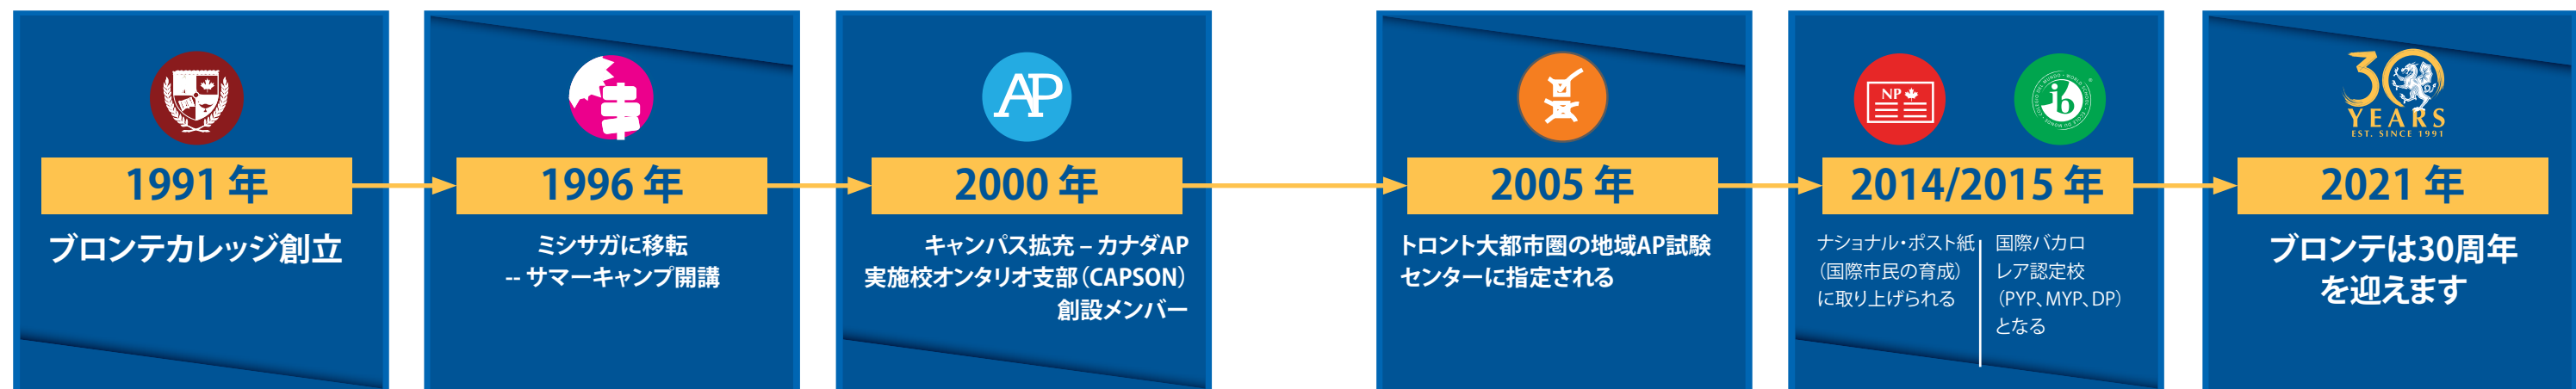 1991 年
ブロンテカレッジ創立
1996 年
ミシサガに移転
-- サマーキャンプ開講
AP
2000 年
キャンパス拡充 – カナダAP
実施校オンタリオ支部（CAPSON）
創設メンバー
2005 年
トロント大都市圏の地域AP試験
センターに指定される
NP
ib
2014/2015 年
ナショナル・ポスト紙
（国際市民の育成）
に取り上げられる
国際バカロ
レア認定校
（PYP、MYP、DP）
となる
30
YEARS
EST. SINCE 1991
2021 年
ブロンテは30周年
を迎えます